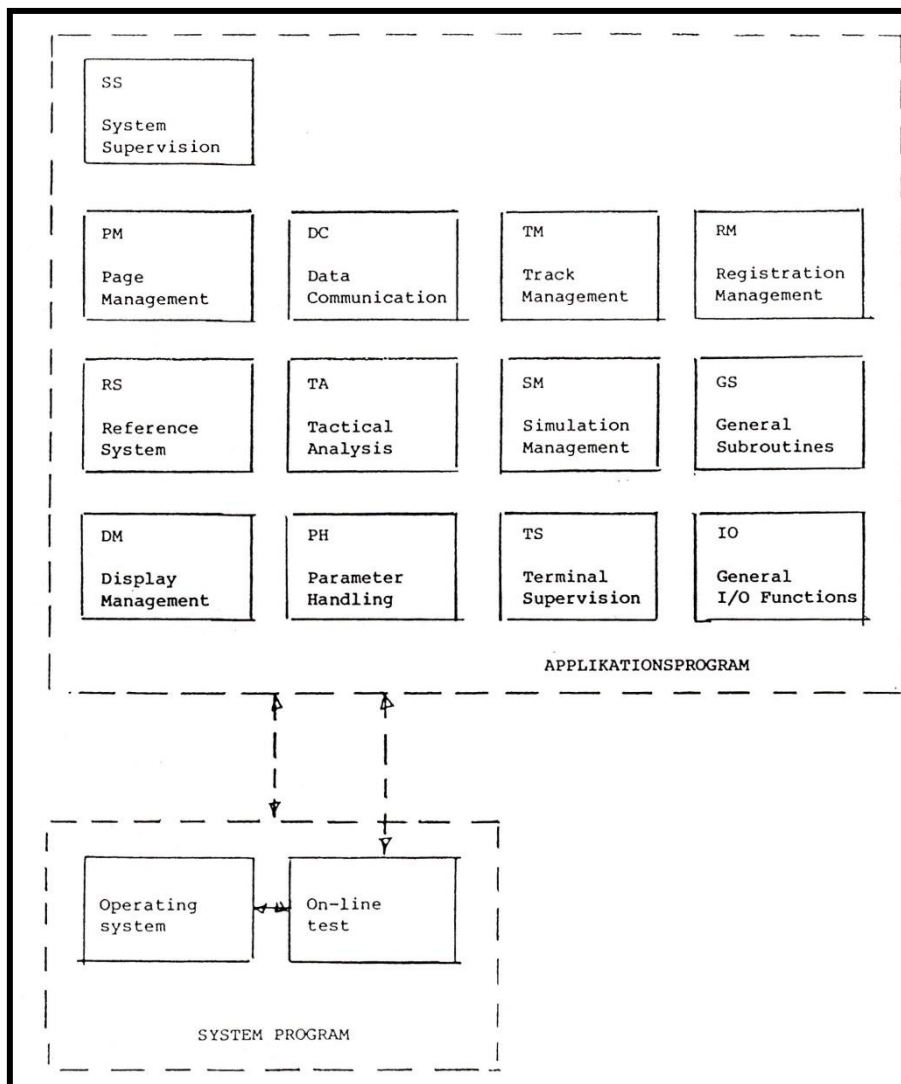 SS
System
Supervision
PM
Page
Management
DC
Data
Communication
TM
Track
Management
RM
Registration
Management
RS
Reference
System
TA
Tactical
Analysis
SM
Simulation
Management
GS
General
Subroutines
DM
Display
Management
PH
Parameter
Handling
TS
Terminal
Supervision
IO
General
I/O Functions
APPLIKATIONSPROGRAM
Operating
system
On-line
test
SYSTEM PROGRAM